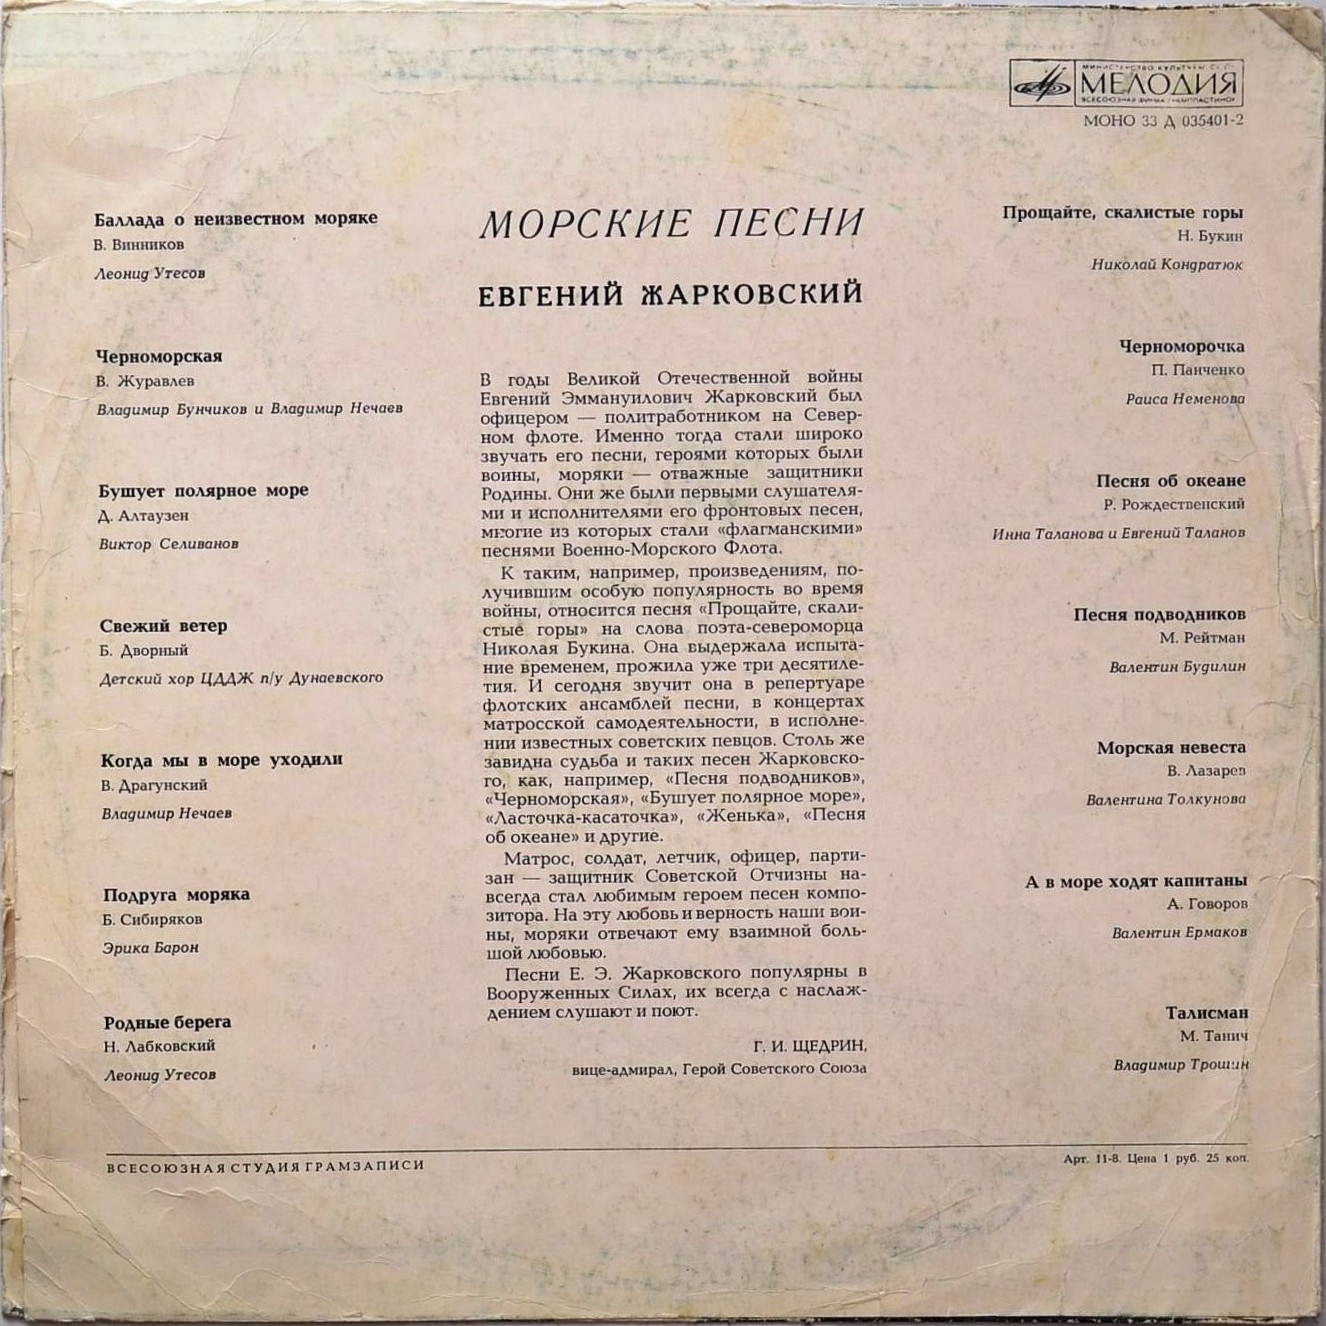 МИНИСТЕРСТВО КУЛЬТУРЫ СССР
МЕЛОДИЯ
ВСЕСОЮЗНАЯ ФИРМА ГРАМПЛАСТИНОК
МОНО 33 Д 035401-2
Баллада о неизвестном моряке
В. Винников
Леонид Утесов
Черноморская
В. Журавлев
Владимир Бунчиков и Владимир Нечаев
Бушует полярное море
Д. Алтаузен
Виктор Селиванов
Свежий ветер
Б. Дворный
Детский хор ЦДДЖ п/у Дунаевского
Когда мы в море уходили
В. Драгунский
Владимир Нечаев
Подруга моряка
Б. Сибиряков
Эрика Барон
Родные берега
Н. Лабковский
Леонид Утесов
МОРСКИЕ ПЕСНИ
ЕВГЕНИЙ ЖАРКОВСКИЙ
В годы Великой Отечественной войны
Евгений Эммануилович Жарковский был
офицером — политработником на Север-
ном флоте. Именно тогда стали широко
звучать его песни, героями которых были
воины, моряки — отважные защитники
Родины. Они же были первыми слушателя-
ми и исполнителями его фронтовых песен,
многие из которых стали «флагманскими»
песнями Военно-Морского Флота.
К таким, например, произведениям, по-
лучившим особую популярность во время
войны, относится песня «Прощайте, скали-
стые горы» на слова поэта-североморца
Николая Букина. Она выдержала испыта-
ние временем, прожила уже три десятиле-
тия. И сегодня звучит она в репертуаре
флотских ансамблей песни, в концертах
матросской самодеятельности, в исполне-
нии известных советских певцов. Столь же
завидна судьба и таких песен Жарковско-
го, как, например, «Песня подводников»,
«Черноморская», «Бушует полярное море»,
«Ласточка-касаточка», «Женька», «Песня
об океане» и другие.
Матрос, солдат, летчик, офицер, парти-
зан — защитник Советской Отчизны на-
всегда стал любимым героем песен компо-
зитора. На эту любовь и верность наши вои-
ны, моряки отвечают ему взаимной боль-
шой любовью.
Песни Е. Э. Жарковского популярны в
Вооруженных Силах, их всегда с наслаж-
дением слушают и поют.
Г. И. ЩЕДРИН,
вице-адмирал, Герой Советского Союза
Прощайте, скалистые горы
Н. Букин
Николай Кондратюк
Черноморочка
П. Панченко
Раиса Неменова
Песня об океане
Р. Рождественский
Инна Таланова и Евгений Таланов
Песня подводников
М. Рейтман
Валентин Будилин
Морская невеста
В. Лазарев
Валентина Толкунова
А в море ходят капитаны
А. Говоров
Валентин Ермаков
Талисман
М. Танич
Владимир Трошин
ВСЕСОЮЗНАЯ СТУДИЯ ГРАМЗАПИСИ
Арт. 11-8. Цена 1 руб. 25 коп.